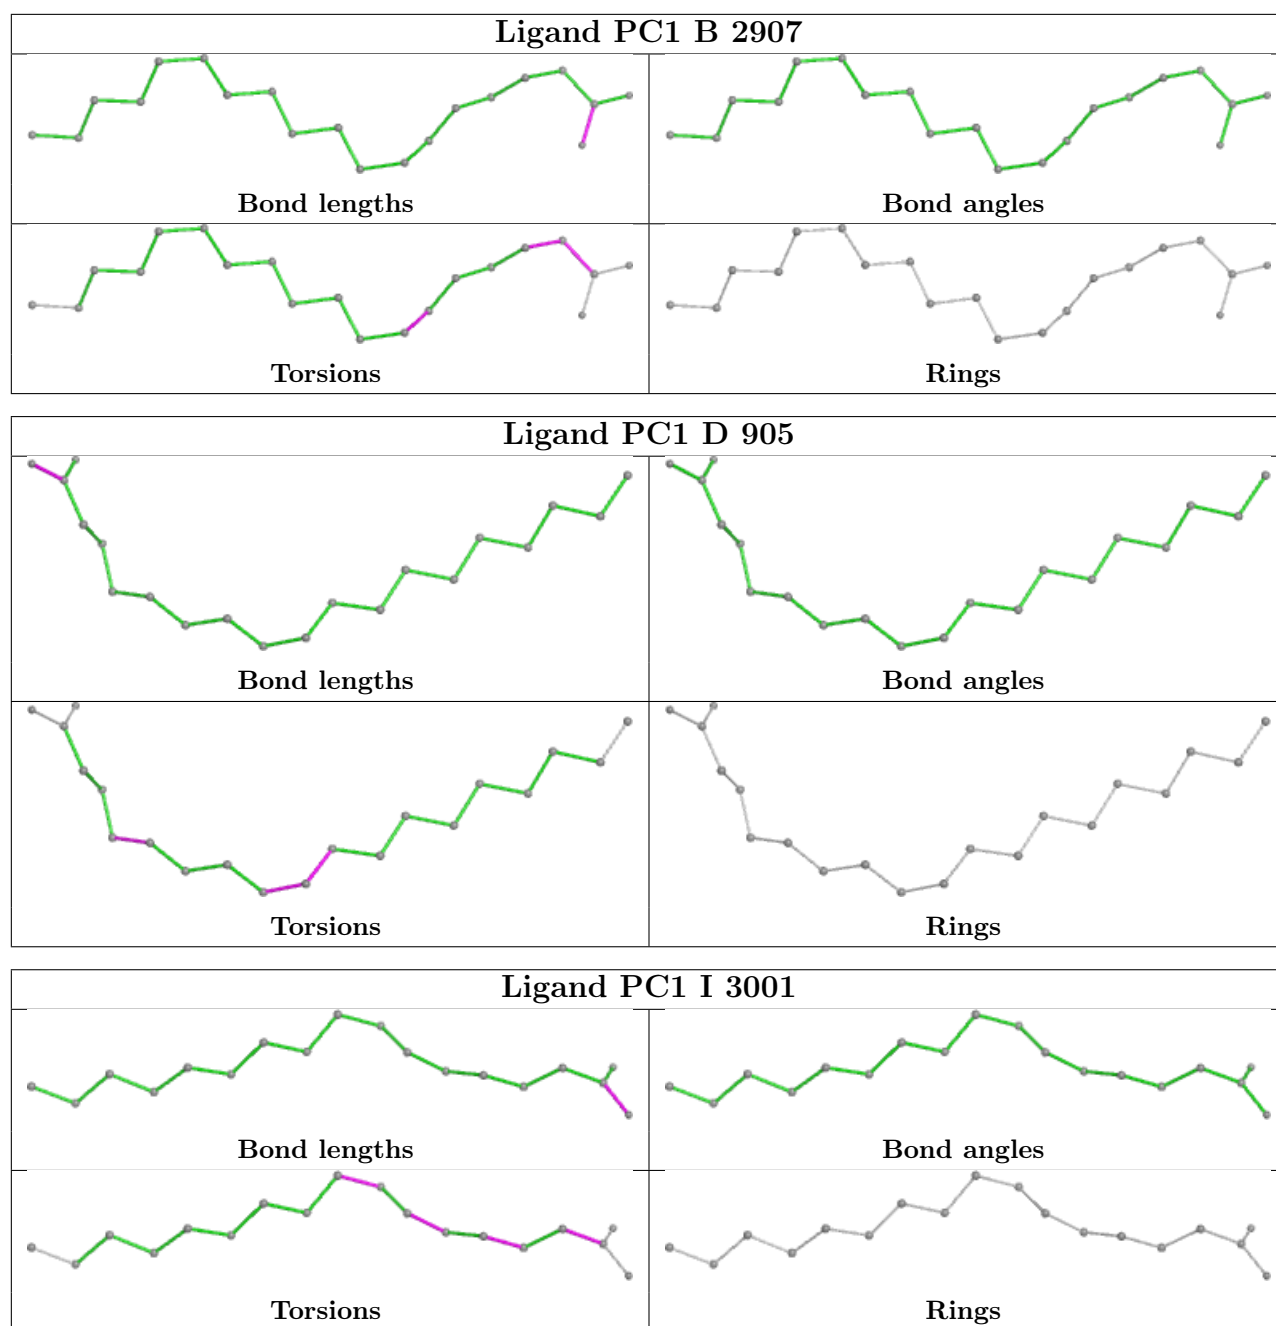 Ligand PC1 B 2907
Bond lengths
Bond angles
Torsions
Rings
Ligand PC1 D 905
Bond lengths
Bond angles
Torsions
Rings
Ligand PC1 I 3001
Bond lengths
Bond angles
Torsions
Rings